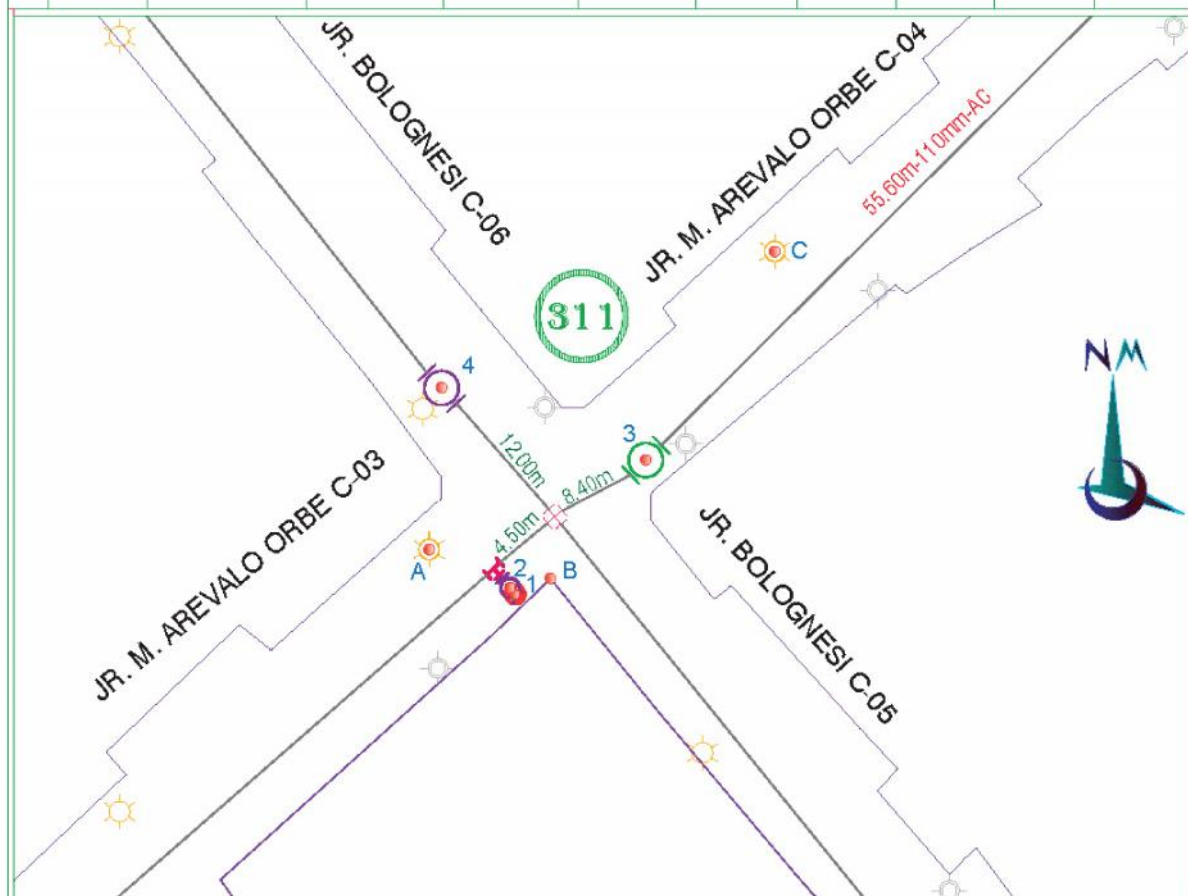 JR. BOLOGNESI C-06
JR. M. AREVALO ORBE C-04
55.60m-110mm-AC
C
311
4
3
12.00m
8.40m
JR. M. AREVALO ORBE C-03
4.50m
JR. BOLOGNESI C-05
A
2
1
B
NM